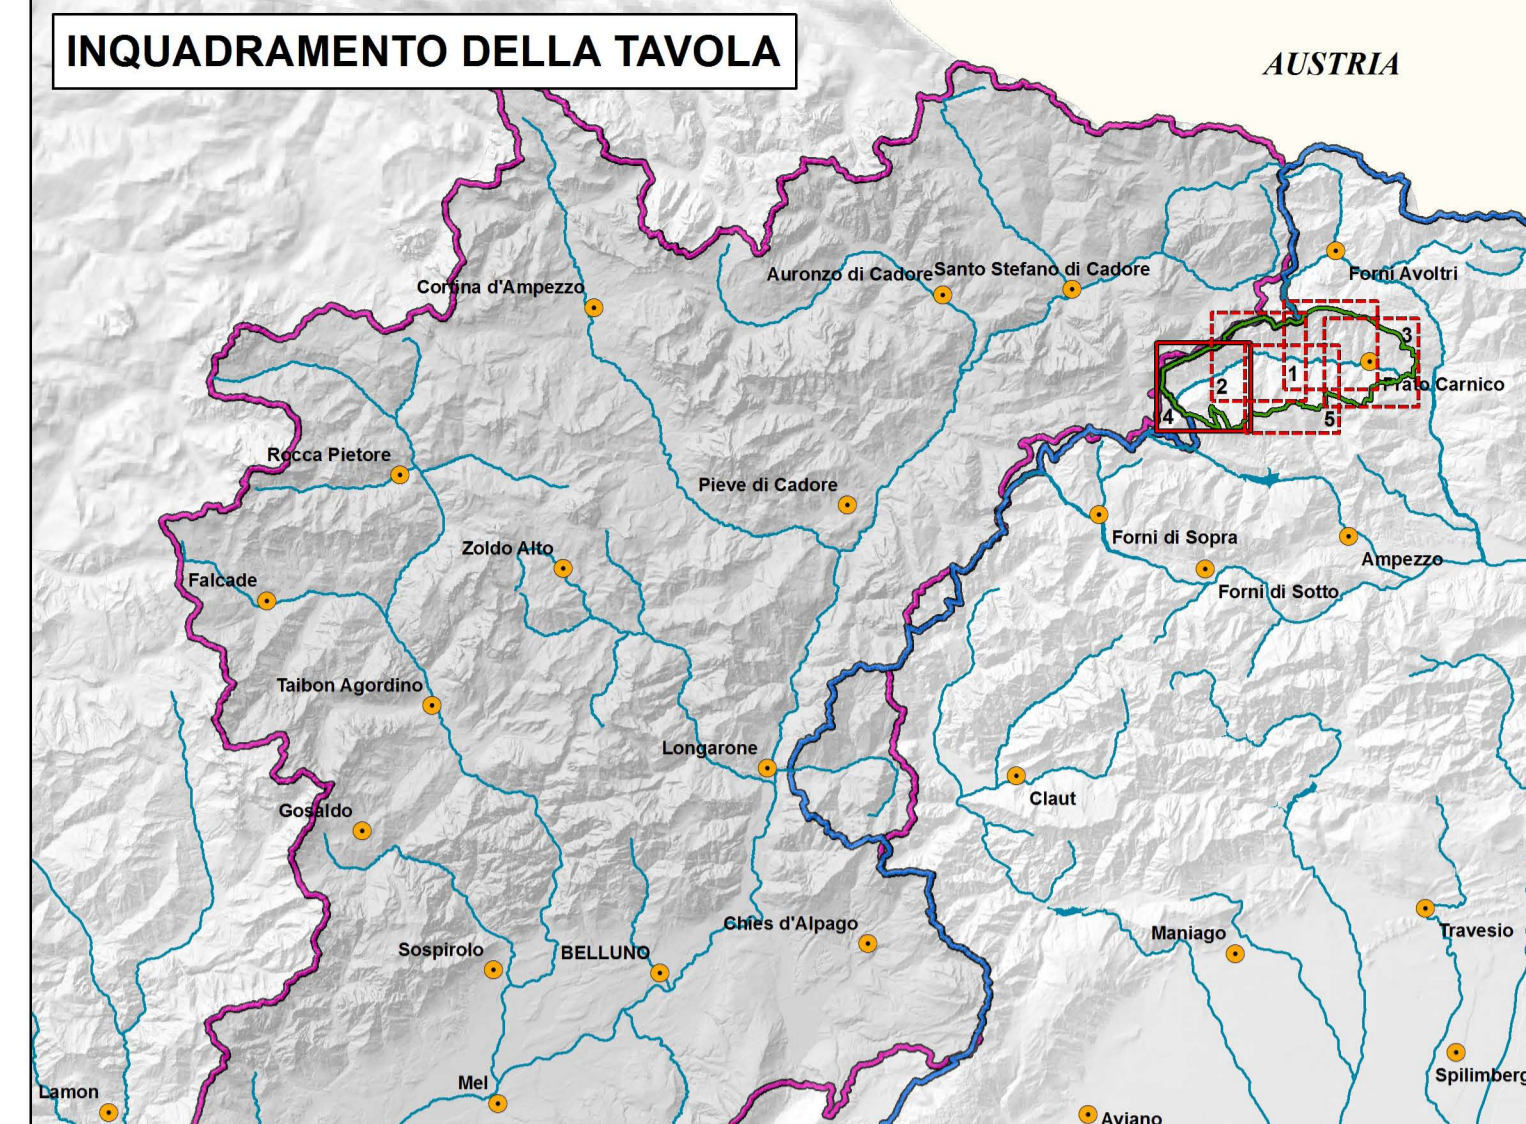 INQUADRAMENTO DELLA TAVOLA
AUSTRIA
Auronzo di Cadore
Santo Stefano di Cadore
Forni Avoltri
Cortina d'Ampezzo
3
1
2
Prato Carnico
4
5
Rocca Pietore
Pieve di Cadore
Forni di Sopra
Zoldo Alto
Ampezzo
Falcade
Forni di Sotto
Taibon Agordino
Longarone
Claut
Gosaldo
Chies d'Alpago
Travesio
Maniago
Sospirolo
BELLUNO
Spilimberg
Mel
Lamon
Aviano